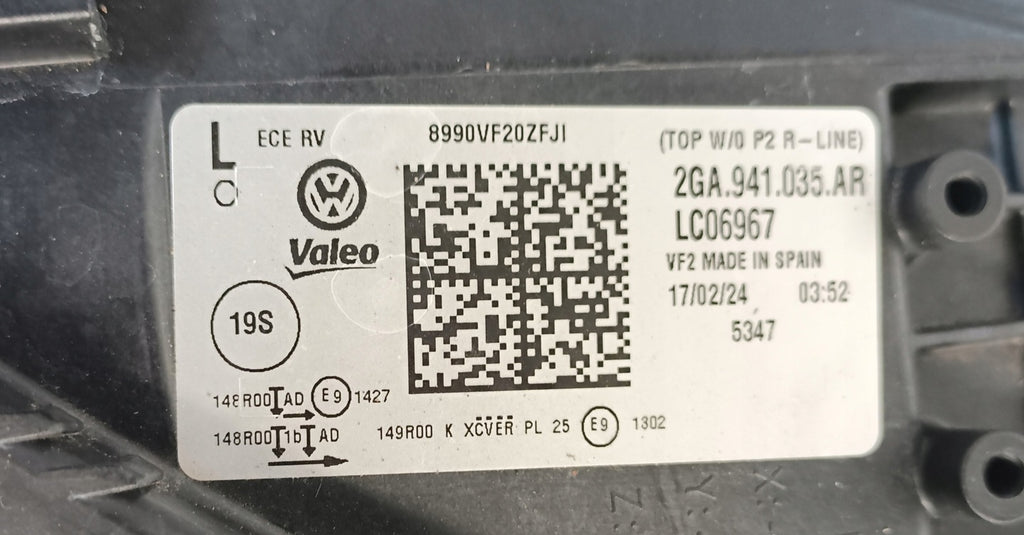 L
ECE RV
8990VF20ZFJI
(TOP W/O P2 R-LINE)
2GA.941.035.AR
LC06967
VW
Valeo
VF2 MADE IN SPAIN
17/02/24 03:52
5347
19S
148R00 AD E9 1427
148R00 1b AD
149R00 K XCVER PL 25 E9 1302